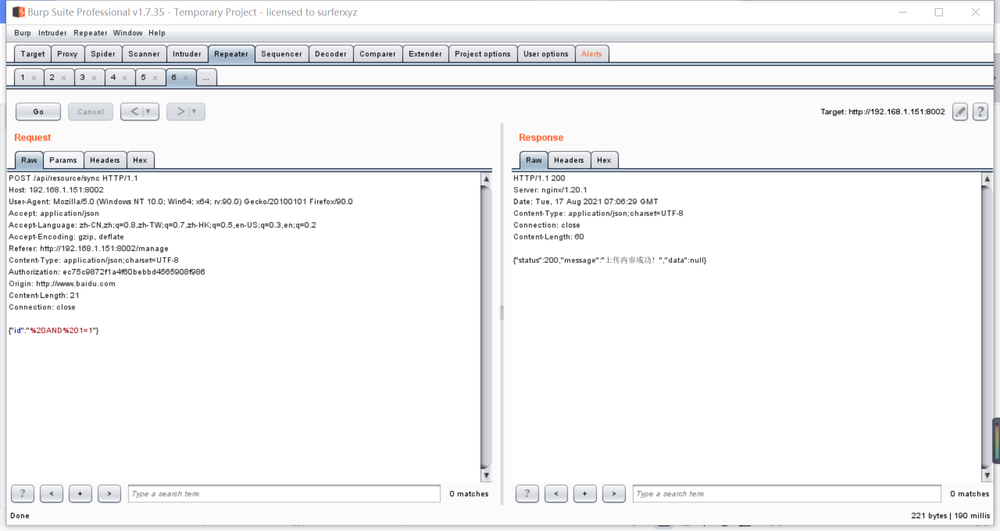 Burp Suite Professional v1.7.35 - Temporary Project - licensed to surferxyz
Burp Intruder Repeater Window Help
Target Proxy Spider Scanner Intruder Repeater Sequencer Decoder Comparer Extender Project options User options Alerts
1 × 2 × 3 × 4 × 5 × 6 × ...
Go Cancel < > Target: http://192.168.1.151:8002 ?
Request
Raw Params Headers Hex
POST /api/resource/sync HTTP/1.1
Host: 192.168.1.151:8002
User-Agent: Mozilla/5.0 (Windows NT 10.0; Win64; x64; rv:90.0) Gecko/20100101 Firefox/90.0
Accept: application/json
Accept-Language: zh-CN,zh;q=0.8,zh-TW;q=0.7,zh-HK;q=0.5,en-US;q=0.3,en;q=0.2
Accept-Encoding: gzip, deflate
Referer: http://192.168.1.151:8002/manage
Content-Type: application/json;charset=UTF-8
Authorization: ec75c9872f1a4f60bebbd4565908f986
Origin: http://www.baidu.com
Content-Length: 21
Connection: close
{"id":"%20AND%201=1"}
? < + > Type a search term 0 matches
Response
Raw Headers Hex
HTTP/1.1 200
Server: nginx/1.20.1
Date: Tue, 17 Aug 2021 07:06:29 GMT
Content-Type: application/json;charset=UTF-8
Connection: close
Content-Length: 60
{"status":200,"message":"上传内容成功！","data":null}
? < + > Type a search term 0 matches
Done
221 bytes | 190 millis